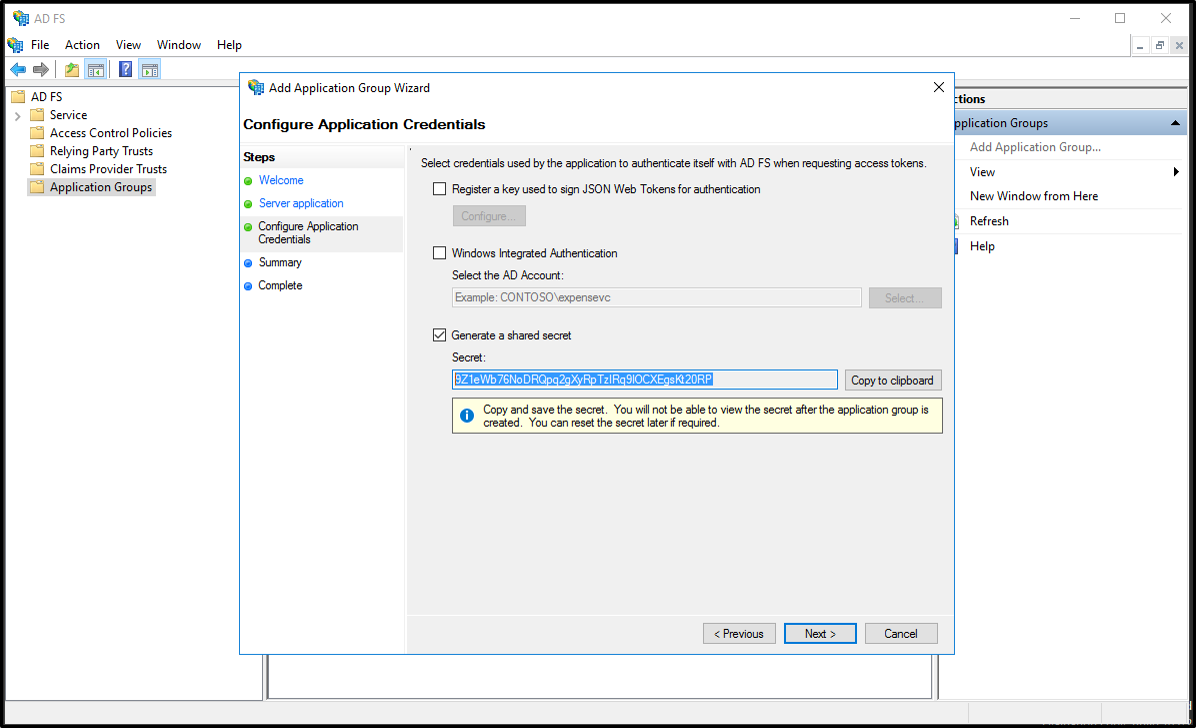 AD FS
File Action View Window Help
AD FS
Service
Access Control Policies
Relying Party Trusts
Claims Provider Trusts
Application Groups
Add Application Group Wizard
Configure Application Credentials
Steps
Welcome
Server application
Configure Application
Credentials
Summary
Complete
Select credentials used by the application to authenticate itself with AD FS when requesting access tokens.
Register a key used to sign JSON Web Tokens for authentication
Configure...
Windows Integrated Authentication
Select the AD Account:
Example: CONTOSO\expensevc
Select...
Generate a shared secret
Secret:
Copy to clipboard
Copy and save the secret. You will not be able to view the secret after the application group is
created. You can reset the secret later if required.
< Previous
Next >
Cancel
ctions
pplication Groups
Add Application Group...
View
New Window from Here
Refresh
Help